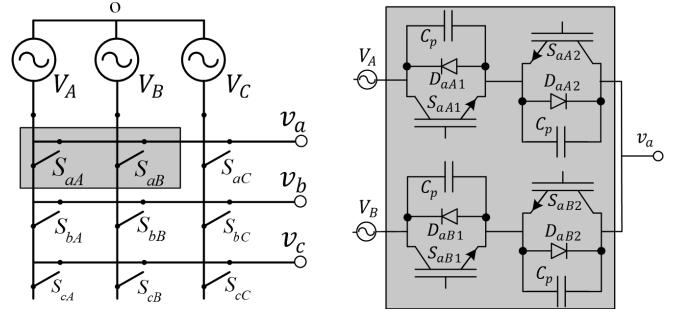 o
V_A V_B V_C
v_a
S_aA S_aB S_aC
v_b
S_bA S_bB S_bC
v_c
S_cA S_cB S_cC
C_p
V_A
D_aA1
S_aA1
S_aA2
D_aA2
C_p
v_a
C_p
V_B
D_aB1
S_aB1
S_aB2
D_aB2
C_p